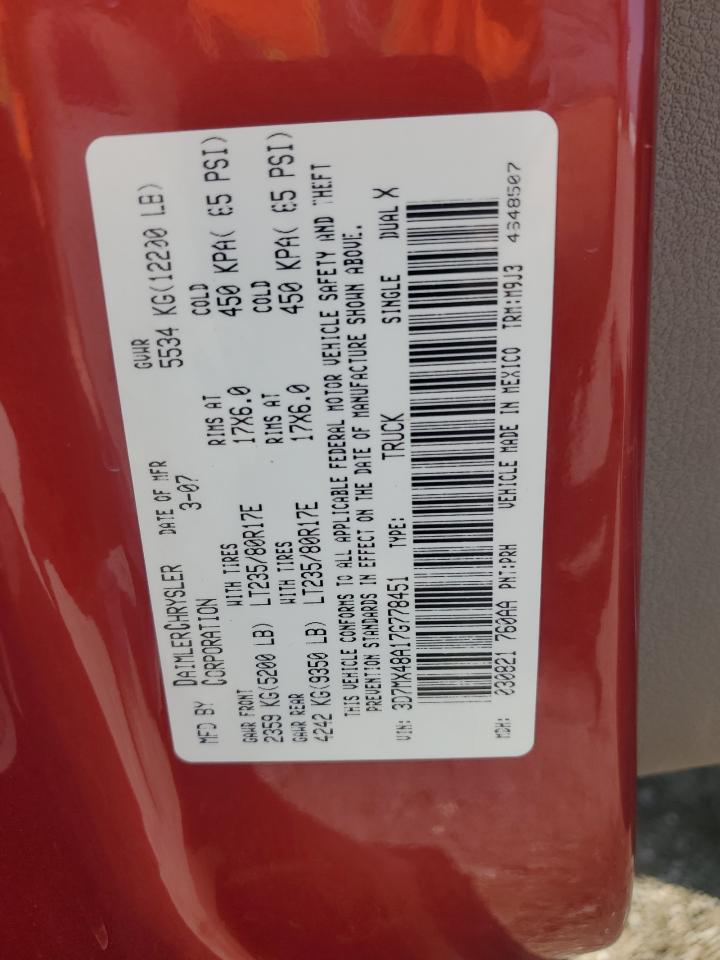 MFD BY DAIMLERCHRYSLER CORPORATION DATE OF MFR 3-07 GVWR 5534 KG(12200 LB)
GAWR FRONT WITH TIRES RIMS AT COLD
2359 KG(5200 LB) LT235/80R17E 17X6.0 450 KPA( 65 PSI)
GAWR REAR WITH TIRES RIMS AT COLD
4242 KG(9350 LB) LT235/80R17E 17X6.0 450 KPA( 65 PSI)
THIS VEHICLE CONFORMS TO ALL APPLICABLE FEDERAL MOTOR VEHICLE SAFETY AND THEFT
PREVENTION STANDARDS IN EFFECT ON THE DATE OF MANUFACTURE SHOWN ABOVE.
VIN: 3D7MX48A17G778451 TYPE: TRUCK SINGLE DUAL X
MDH: 030821 760AA PNT:PRH VEHICLE MADE IN MEXICO TRM:M9J3 4648507